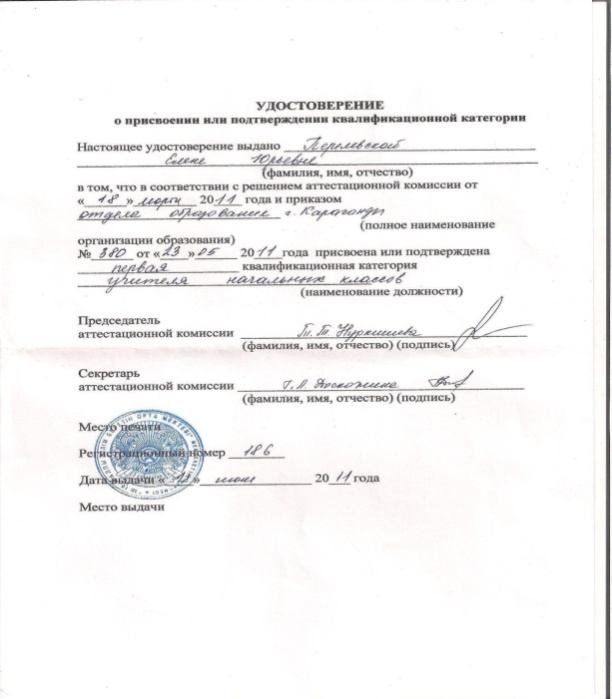 УДОСТОВЕРЕНИЕ
о присвоении или подтверждении квалификационной категории
Настоящее удостоверение выдано
Елене Юрьевне
(фамилия, имя, отчество)
в том, что в соответствии с решением аттестационной комиссии от
«18» марта 2011 года и приказом
отдела образования г. Караганды
(полное наименование
организации образования)
№ 380 от «23» 05 2011 года присвоена или подтверждена
первая квалификационная категория
учителя начальных классов
(наименование должности)
Председатель
аттестационной комиссии
(фамилия, имя, отчество) (подпись)
Секретарь
аттестационной комиссии
(фамилия, имя, отчество) (подпись)
Место печати
Регистрационный номер 186
Дата выдачи « » 2011 года
Место выдачи